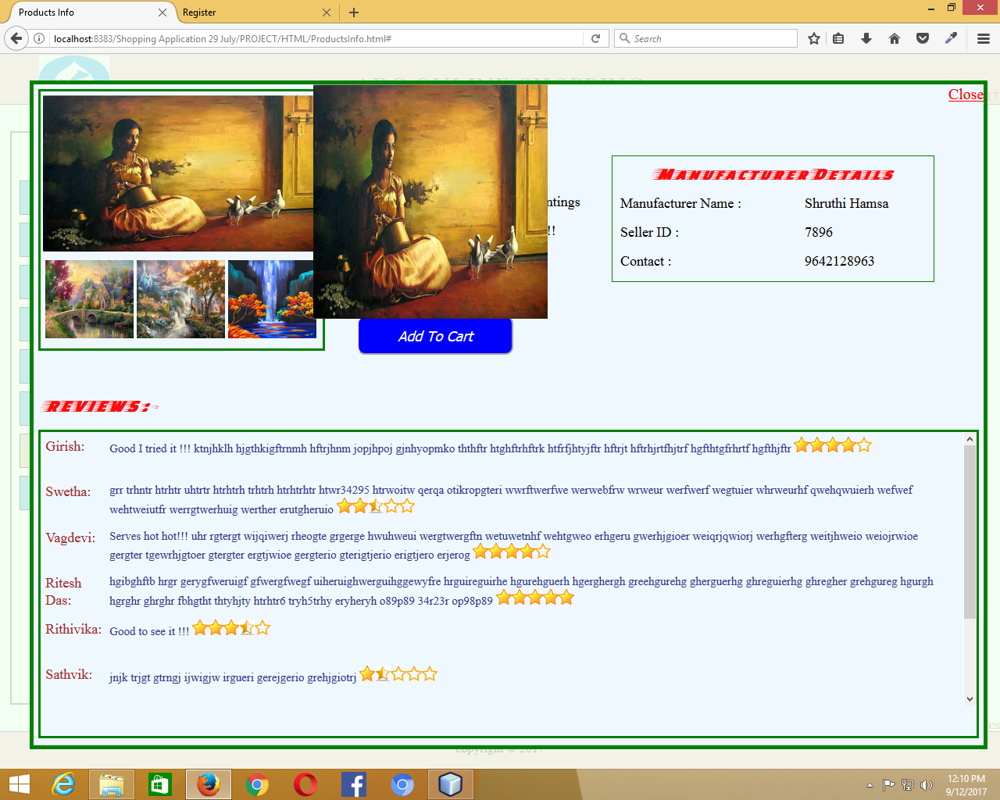 Products Info
Register
localhost:8383/Shopping Application 29 July/PROJECT/HTML/ProductsInfo.html#
Search
ABC ONLINE SHOPPING
Close
Manufacturer Details
ntings
Manufacturer Name :
Shruthi Hamsa
!!
Seller ID :
7896
Contact :
9642128963
Add To Cart
REVIEWS:-
Girish:
Good I tried it !!! ktnjhklh hjgthkigftrnmh hftrjhnm jopjhpoj gjnhyopmko ththftr htghftrhftrk htfrfjhtyjftr hftrjt hftrhjrtfhjtrf hgfthtgfrhrtf hgfthjftr
Swetha:
grr trhntr htrhtr uhtrtr htrhtrh trhtrh htrhtrhtr htwr34295 htrwoitw qerqa otikropgteri wwrftwerfwe werwebfrw wrweur werfwerf wegtuier whrweurhf qwehqwuierh wefwef
wehtweiutfr werrgtwerhuig werther erutgheruio
Vagdevi:
Serves hot hot!!! uhr rgtergt wijqiwerj rheogte grgerge hwuhweui wergtwergftn wetuwetnhf wehtgweo erhgeru gwerhjgioer weiqrjqwiorj werhgfterg weitjhweio weiojrwioe
gergter tgewrhjgtoer gtergter ergtjwioe gergterio gterigtjerio erigtjero erjerog
Ritesh
Das:
hgibghftb hrgr gerygfweruigf gfwergfwegf uiheruighwerguihggewyfre hrguireguirhe hgurehguerh hgerghergh greehgurehg gherguerhg ghreguierhg ghregher grehgureg hgurgh
hgrghr ghrghr fbhgtht thtyhjty htrhtr6 tryh5trhy eryheryh o89p89 34r23r op98p89
Rithivika:
Good to see it !!!
Sathvik:
jnjk trjgt gtrngj ijwigjw irgueri gerejgerio grehjgiotrj
copyright © 2017
12:10 PM
9/12/2017